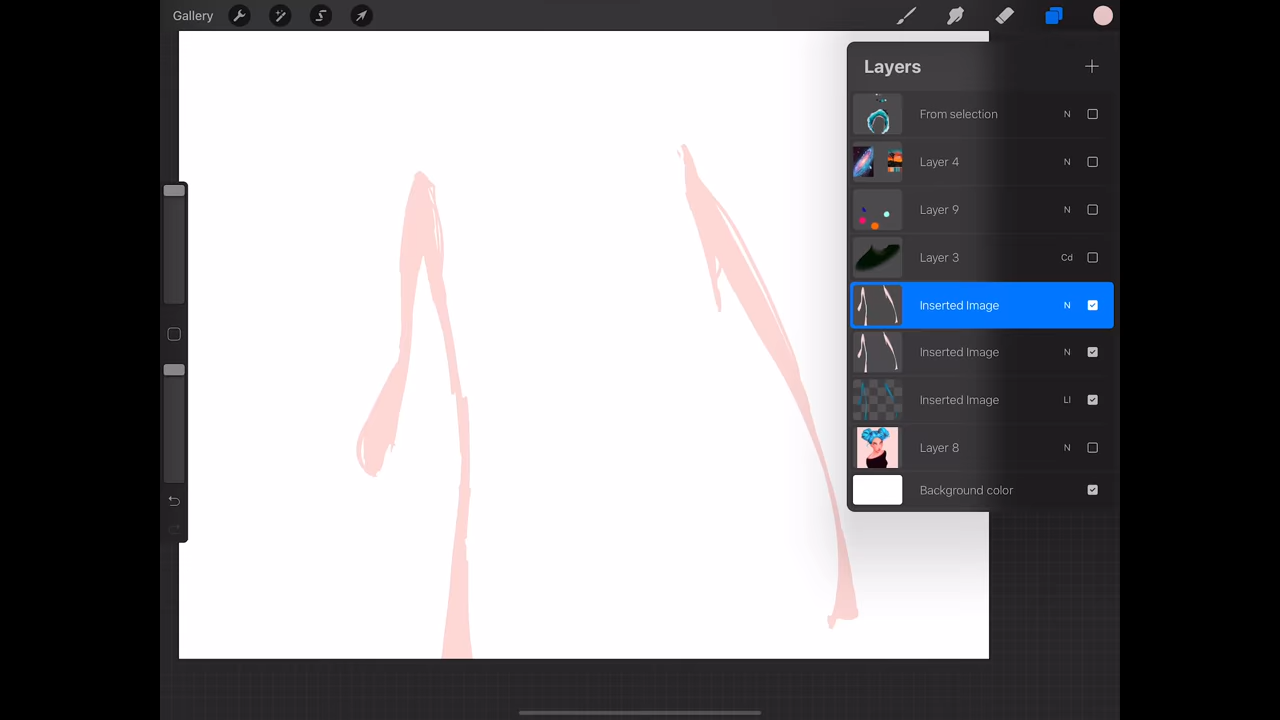 Gallery
Layers
From selection N
Layer 4 N
Layer 9 N
Layer 3 Cd
Inserted Image N
Inserted Image N
Inserted Image LI
Layer 8 N
Background color